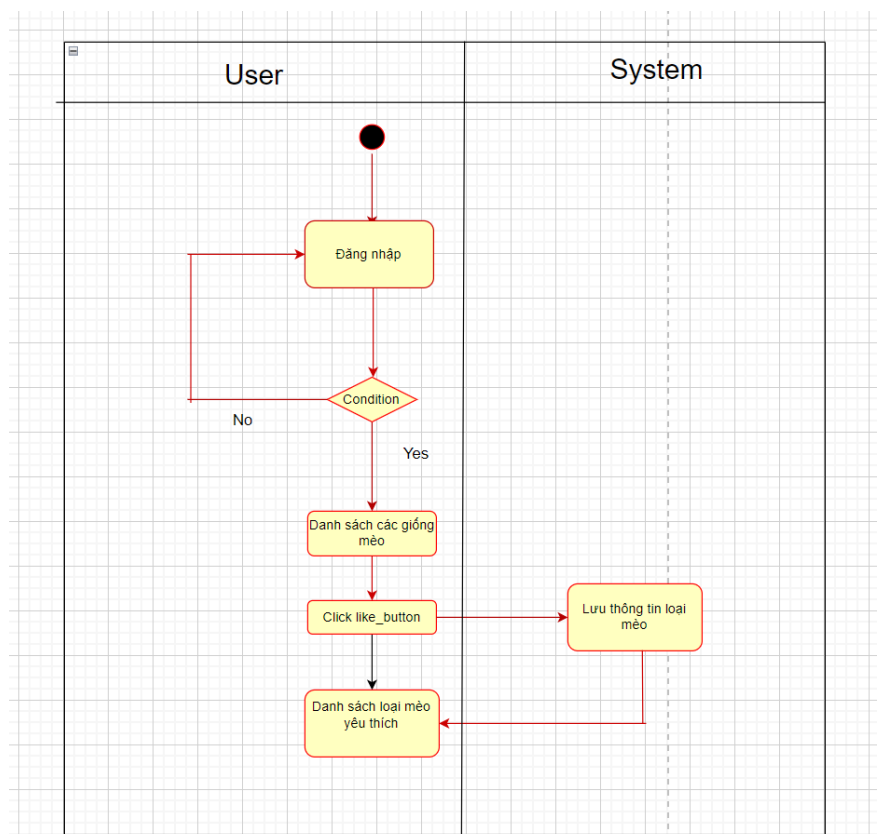 User
System
Đăng nhập
Condition
No
Yes
Danh sách các giống
mèo
Click like_button
Lưu thông tin loại
mèo
Danh sách loại mèo
yêu thích